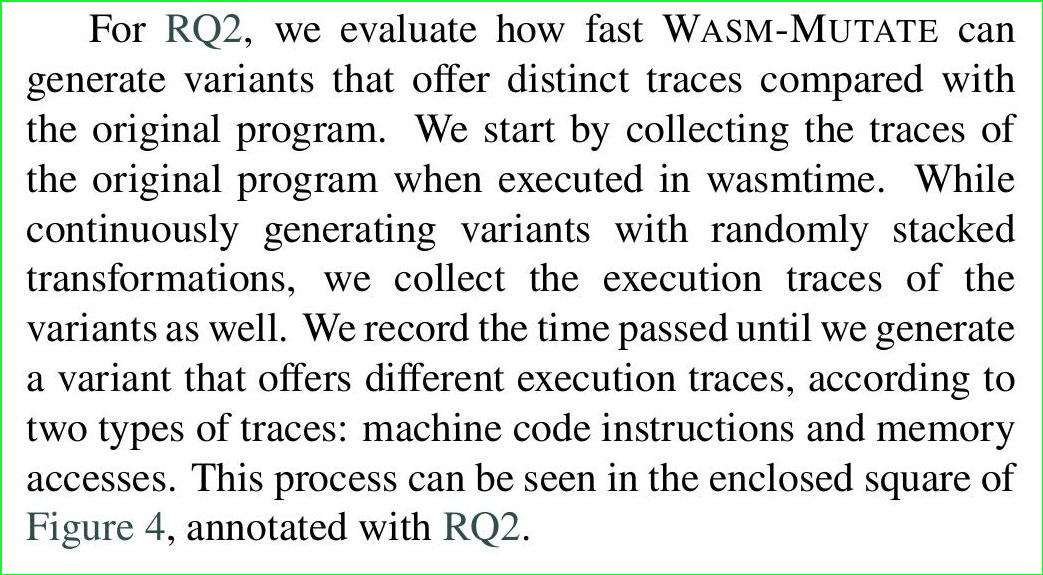 For RQ2, we evaluate how fast WASM-MUTATE can
generate variants that offer distinct traces compared with
the original program. We start by collecting the traces of
the original program when executed in wasmtime. While
continuously generating variants with randomly stacked
transformations, we collect the execution traces of the
variants as well. We record the time passed until we generate
a variant that offers different execution traces, according to
two types of traces: machine code instructions and memory
accesses. This process can be seen in the enclosed square of
Figure 4, annotated with RQ2.